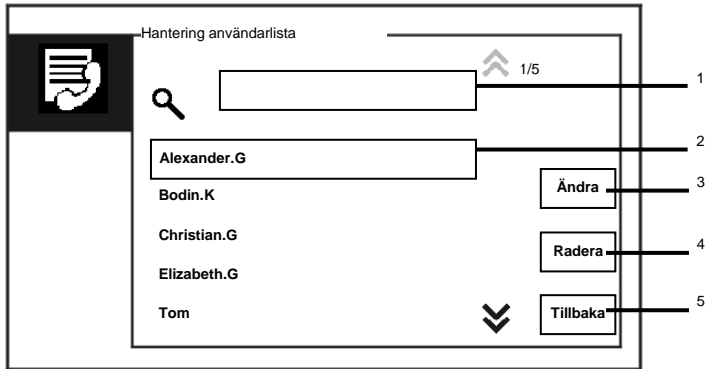 Hantering användarlista
1/5
1
2
Alexander.G
Ändra
3
Bodin.K
Christian.G
Radera
4
Elizabeth.G
Tom
Tillbaka
5